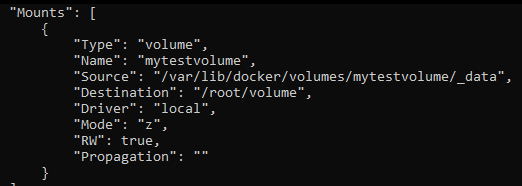 "Mounts": [
{
"Type": "volume",
"Name": "mytestvolume",
"Source": "/var/lib/docker/volumes/mytestvolume/_data",
"Destination": "/root/volume",
"Driver": "local",
"Mode": "z",
"RW": true,
"Propagation": ""
}